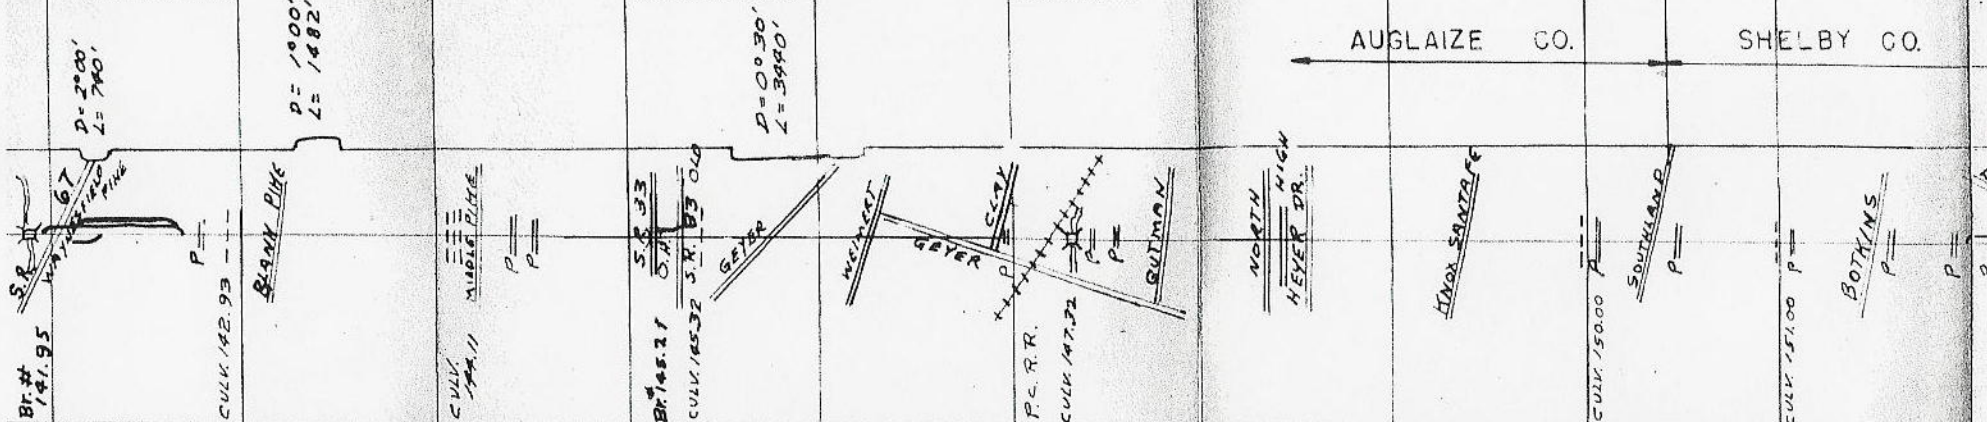 D=2°00'
L=740'
D=1°00'
L=1482'
D=0°30'
L=3440'
AUGLAIZE CO.
SHELBY CO.
S.R. 67
WAYNESFIELD
PIKE
P
BLANK PIKE
MIDDLE PIKE
P
P
S.R. 33
O.H.
S.R. 33 OLD
GEYER
WEIMERT
GEYER
CLAY
P
P
P
GUTMAN
NORTH
HIGH
HEYER DR.
KNOX SANTA FE
P
SOUTHLAND
P
P
BOTKINS
P
P
Br.#
141.95
CULV. 142.93
CULV.
144.11
Br.#145.28
CULV. 145.32
P.C.R.R.
CULV. 147.32
CULV. 150.00
CULV. 151.00